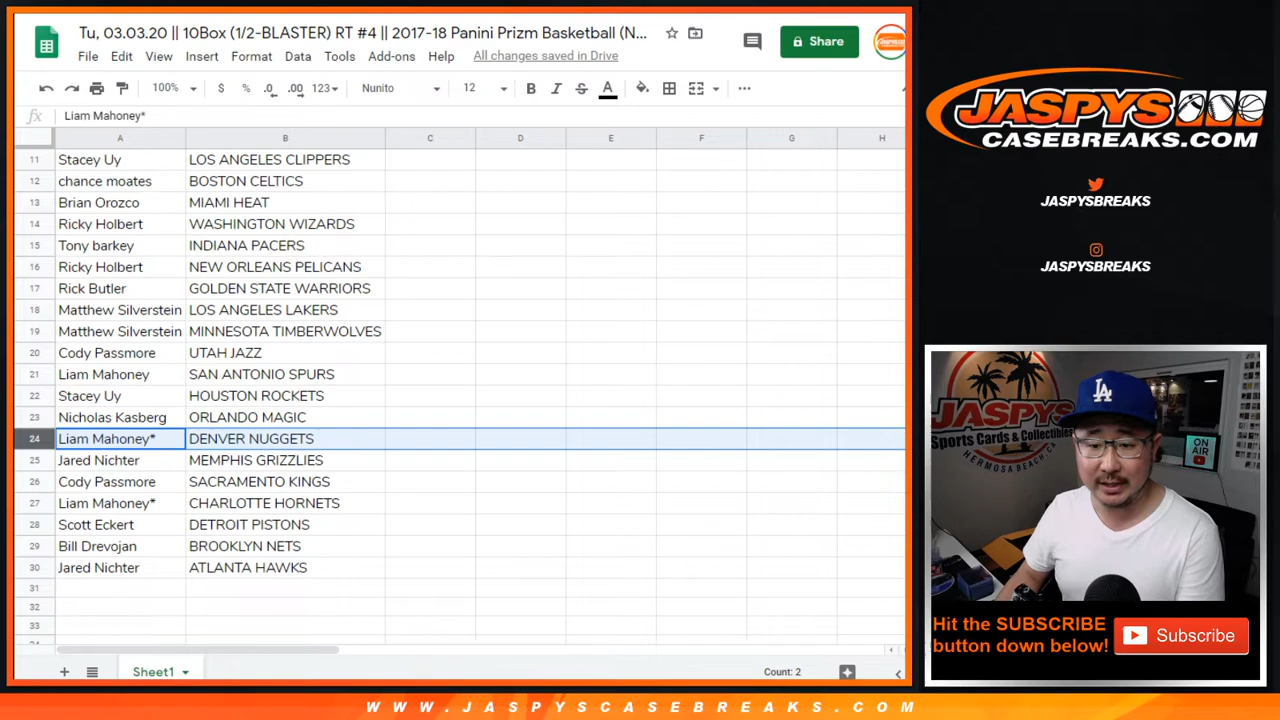 Tu, 03.03.20 || 10Box (1/2-BLASTER) RT #4 || 2017-18 Panini Prizm Basketball (N...
File Edit View Insert Format Data Tools Add-ons Help All changes saved in Drive
Share
100% $ % .0 .00 123 Nunito 12 B I S A
fx Liam Mahoney*
A B C D E F G H
11 Stacey Uy LOS ANGELES CLIPPERS
12 chance moates BOSTON CELTICS
13 Brian Orozco MIAMI HEAT
14 Ricky Holbert WASHINGTON WIZARDS
15 Tony barkey INDIANA PACERS
16 Ricky Holbert NEW ORLEANS PELICANS
17 Rick Butler GOLDEN STATE WARRIORS
18 Matthew Silverstein LOS ANGELES LAKERS
19 Matthew Silverstein MINNESOTA TIMBERWOLVES
20 Cody Passmore UTAH JAZZ
21 Liam Mahoney SAN ANTONIO SPURS
22 Stacey Uy HOUSTON ROCKETS
23 Nicholas Kasberg ORLANDO MAGIC
24 Liam Mahoney* DENVER NUGGETS
25 Jared Nichter MEMPHIS GRIZZLIES
26 Cody Passmore SACRAMENTO KINGS
27 Liam Mahoney* CHARLOTTE HORNETS
28 Scott Eckert DETROIT PISTONS
29 Bill Drevojan BROOKLYN NETS
30 Jared Nichter ATLANTA HAWKS
31
32
33
Sheet1
Count: 2
JASPYS
CASEBREAKS.COM
JASPYSBREAKS
JASPYSBREAKS
JASPYS
Sports Cards & Collectibles
HERMOSA BEACH, CA
LA
ON AIR
Hit the SUBSCRIBE
button down below!
Subscribe
WWW.JASPYSCASEBREAKS.COM